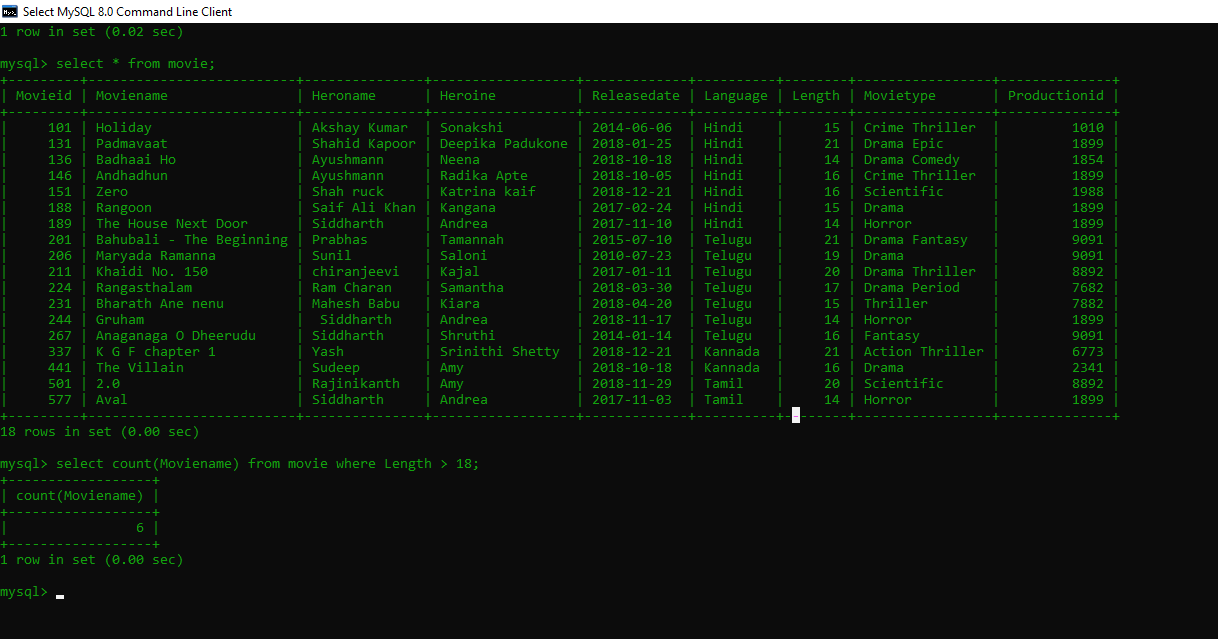 Select MySQL 8.0 Command Line Client
1 row in set (0.02 sec)
mysql> select * from movie;
+---------+--------------------------+---------------+------------------+-------------+----------+--------+-----------------+--------------+
| Movieid | Moviename                | Heroname      | Heroine          | Releasedate | Language | Length | Movietype       | Productionid |
+---------+--------------------------+---------------+------------------+-------------+----------+--------+-----------------+--------------+
|     101 | Holiday                  | Akshay Kumar  | Sonakshi         | 2014-06-06  | Hindi    |     15 | Crime Thriller  |         1010 |
|     131 | Padmavaat                | Shahid Kapoor | Deepika Padukone | 2018-01-25  | Hindi    |     21 | Drama Epic      |         1899 |
|     136 | Badhaai Ho               | Ayushmann     | Neena            | 2018-10-18  | Hindi    |     14 | Drama Comedy    |         1854 |
|     146 | Andhadhun                | Ayushmann     | Radika Apte      | 2018-10-05  | Hindi    |     16 | Crime Thriller  |         1899 |
|     151 | Zero                     | Shah ruck     | Katrina kaif     | 2018-12-21  | Hindi    |     16 | Scientific      |         1988 |
|     188 | Rangoon                  | Saif Ali Khan | Kangana          | 2017-02-24  | Hindi    |     15 | Drama           |         1899 |
|     189 | The House Next Door      | Siddharth     | Andrea           | 2017-11-10  | Hindi    |     14 | Horror          |         1899 |
|     201 | Bahubali - The Beginning | Prabhas       | Tamannah         | 2015-07-10  | Telugu   |     21 | Drama Fantasy   |         9091 |
|     206 | Maryada Ramanna          | Sunil         | Saloni           | 2010-07-23  | Telugu   |     19 | Drama           |         9091 |
|     211 | Khaidi No. 150           | chiranjeevi   | Kajal            | 2017-01-11  | Telugu   |     20 | Drama Thriller  |         8892 |
|     224 | Rangasthalam             | Ram Charan    | Samantha         | 2018-03-30  | Telugu   |     17 | Drama Period    |         7682 |
|     231 | Bharath Ane nenu         | Mahesh Babu   | Kiara            | 2018-04-20  | Telugu   |     15 | Thriller        |         7882 |
|     244 | Gruham                   |  Siddharth    | Andrea           | 2018-11-17  | Telugu   |     14 | Horror          |         1899 |
|     267 | Anaganaga O Dheerudu     | Siddharth     | Shruthi          | 2014-01-14  | Telugu   |     16 | Fantasy         |         9091 |
|     337 | K G F chapter 1          | Yash          | Srinithi Shetty  | 2018-12-21  | Kannada  |     21 | Action Thriller |         6773 |
|     441 | The Villain              | Sudeep        | Amy              | 2018-10-18  | Kannada  |     16 | Drama           |         2341 |
|     501 | 2.0                      | Rajinikanth   | Amy              | 2018-11-29  | Tamil    |     20 | Scientific      |         8892 |
|     577 | Aval                     | Siddharth     | Andrea           | 2017-11-03  | Tamil    |     14 | Horror          |         1899 |
+---------+--------------------------+---------------+------------------+-------------+----------+--------+-----------------+--------------+
18 rows in set (0.00 sec)
mysql> select count(Moviename) from movie where Length > 18;
+------------------+
| count(Moviename) |
+------------------+
|                6 |
+------------------+
1 row in set (0.00 sec)
mysql>